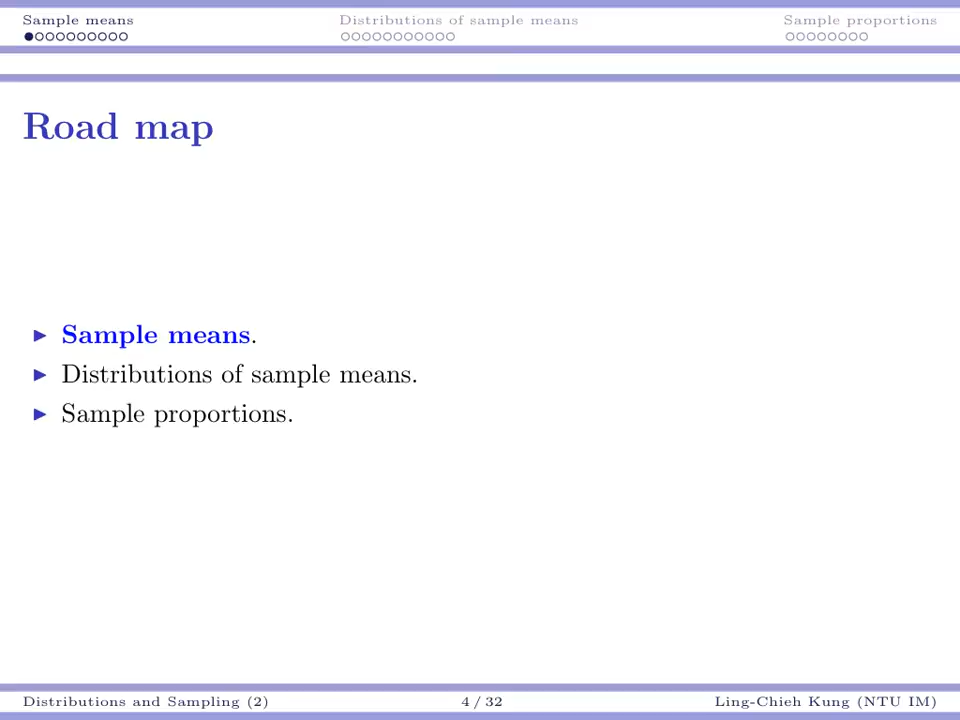 Sample means
Distributions of sample means
Sample proportions
Road map
Sample means.
Distributions of sample means.
Sample proportions.
Distributions and Sampling (2)
4 / 32
Ling-Chieh Kung (NTU IM)